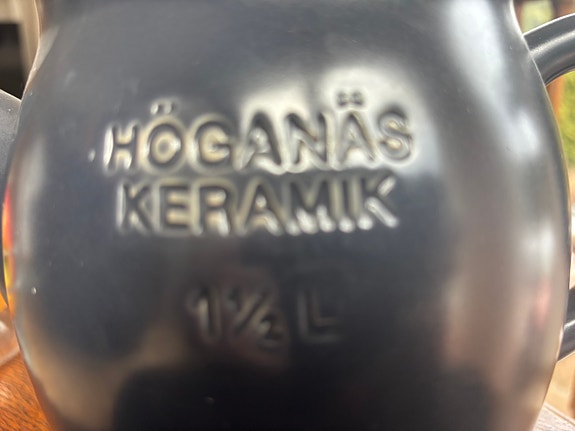 HÖGANÄS
KERAMIK
1½ L